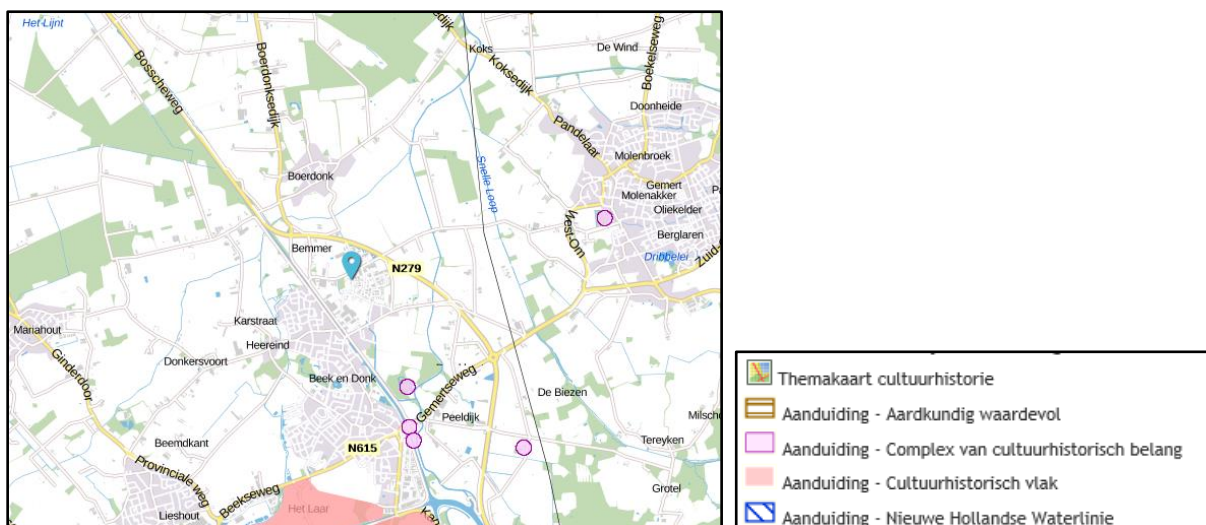 Het Lijnt
Koks
De Wind
Bosscheweg
Boerdonksedijk
Koksedijk
Boekelseweg
Doonheide
Pandelaar
Molenbroek
Snelle Loop
Boerdonk
Gemert
Molenakker
Oliekelder
West-Om
Berglaren
Bemmer
Dribbelei
N279
Karstraat
Mariahout
Heereind
Donkersvoort
Ginderdoor
Beek en Donk
De Biezen
Gemertseweg
Peeldijk
Beemdkant
N615
Tereyken
Provinciale weg
Beekseweg
Grotel
Lieshout
Het Laar
Themakaart cultuurhistorie
Aanduiding - Aardkundig waardevol
Aanduiding - Complex van cultuurhistorisch belang
Aanduiding - Cultuurhistorisch vlak
Aanduiding - Nieuwe Hollandse Waterlinie